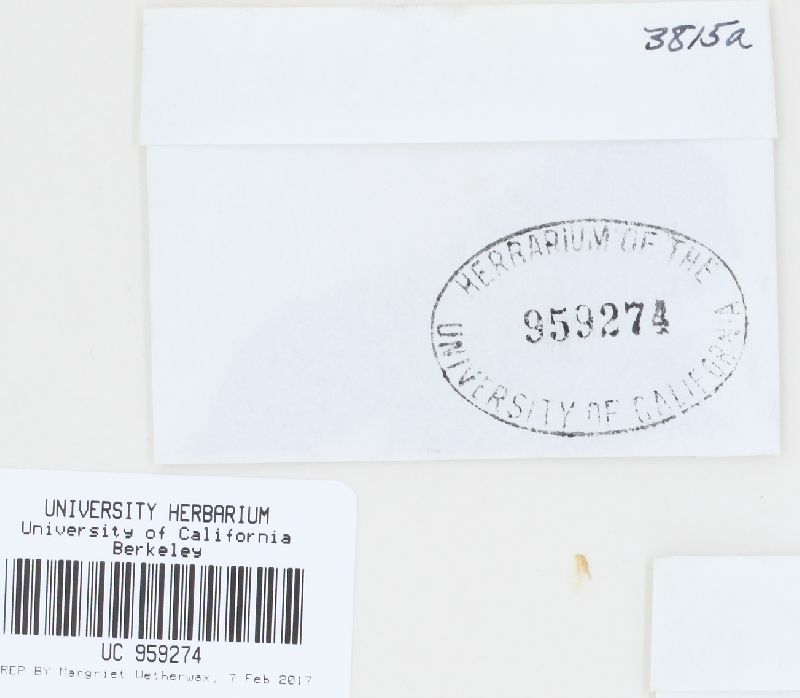 3815a
HERBARIUM OF THE
959274
UNIVERSITY OF CALIFORNIA
UNIVERSITY HERBARIUM
University of California
Berkeley
UC 959274
REP BY Margriet Wetherwax, 7 Feb 2017